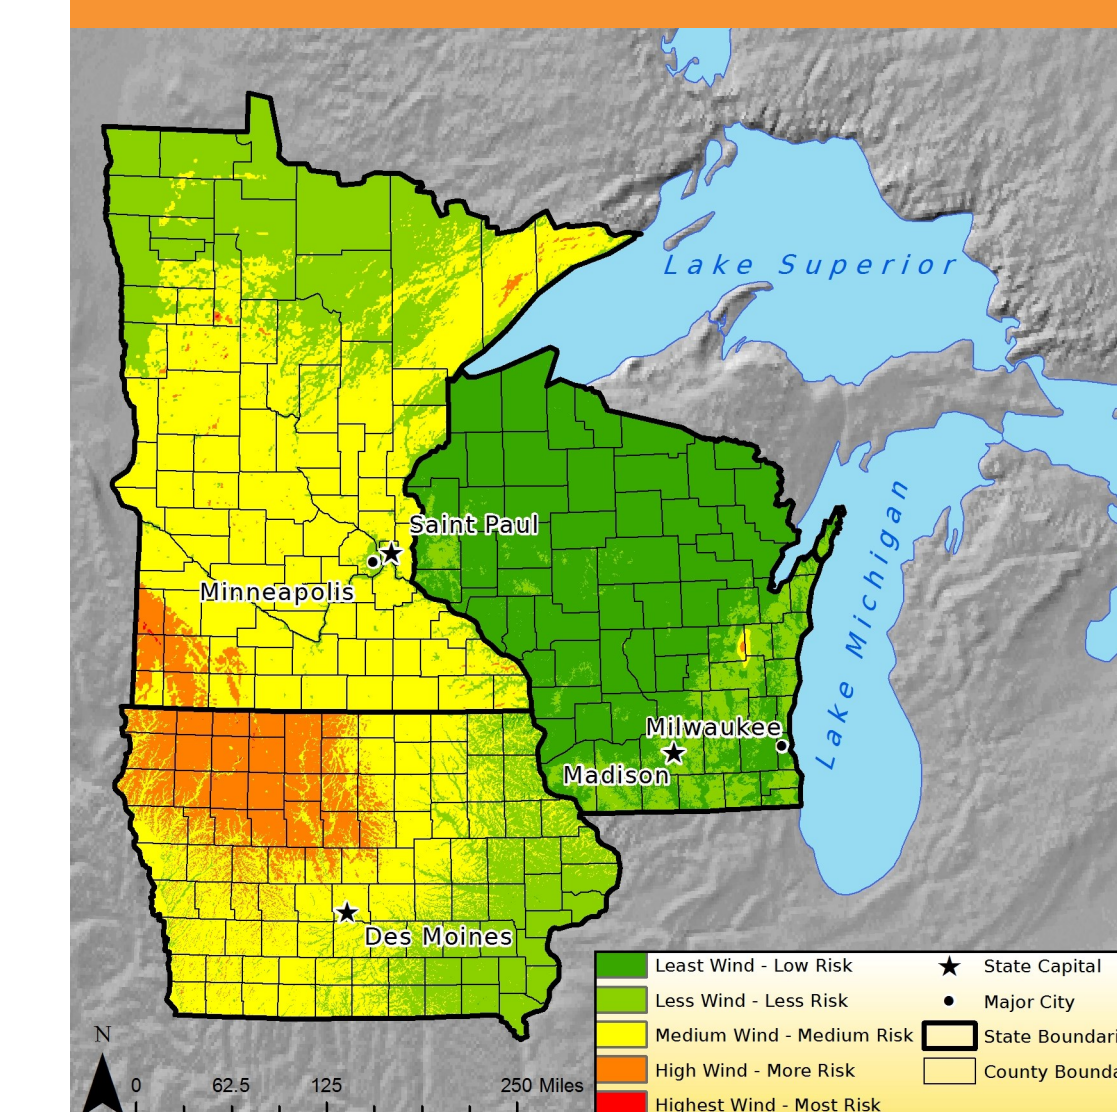 Lake Superior
Saint Paul
Minneapolis
Lake Michigan
Milwaukee
Madison
Des Moines
Least Wind - Low Risk
Less Wind - Less Risk
Medium Wind - Medium Risk
High Wind - More Risk
Highest Wind - Most Risk
State Capital
Major City
State Boundari
County Bounda
N
0 62.5 125 250 Miles